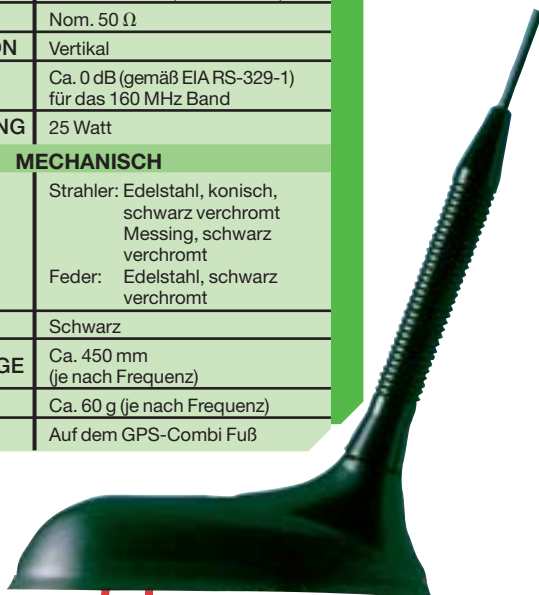 Nom. 50 Ω
ON Vertikal
Ca. 0 dB (gemäß EIA RS-329-1)
für das 160 MHz Band
NG 25 Watt
MECHANISCH
Strahler: Edelstahl, konisch,
schwarz verchromt
Messing, schwarz
verchromt
Feder: Edelstahl, schwarz
verchromt
Schwarz
GE Ca. 450 mm
(je nach Frequenz)
Ca. 60 g (je nach Frequenz)
Auf dem GPS-Combi Fuß